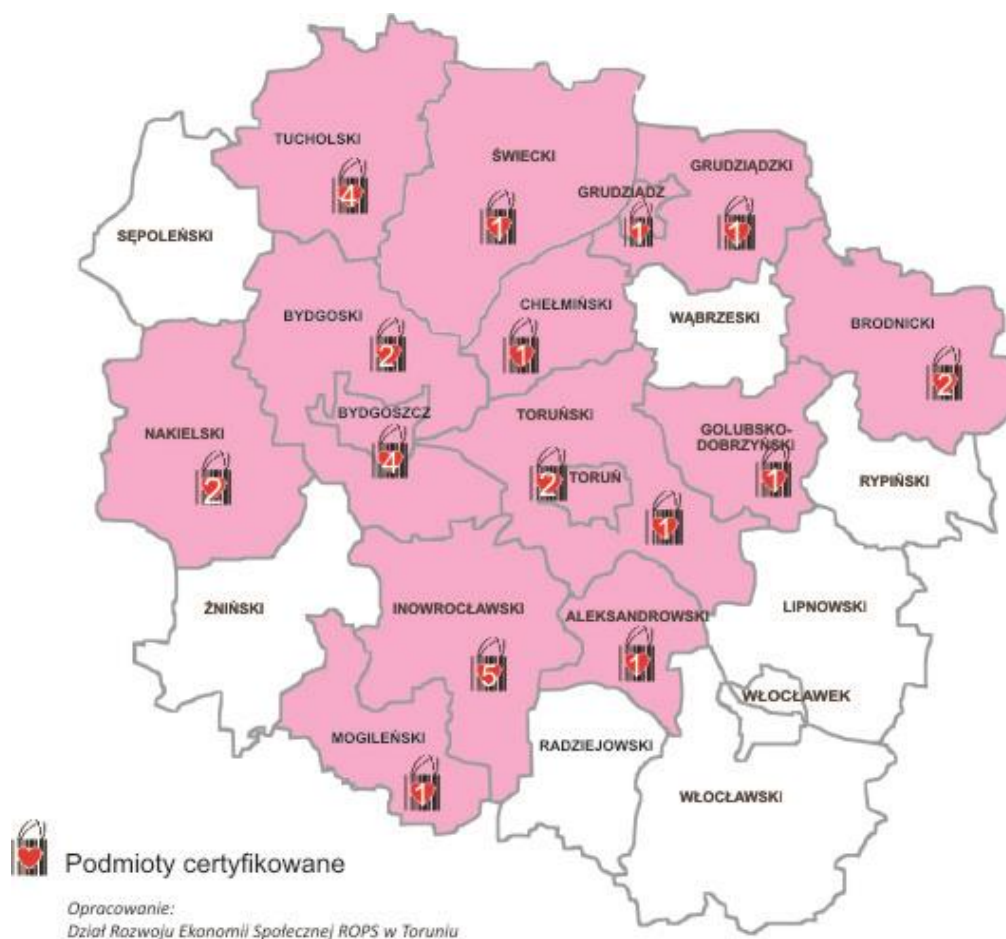 TUCHOLSKI
4
ŚWIECKI
1
GRUDZIĄDZ
1
GRUDZIĄDZKI
1
SĘPOLEŃSKI
BYDGOSKI
2
CHEŁMIŃSKI
1
WĄBRZESKI
BRODNICKI
2
BYDGOSZCZ
4
NAKIELSKI
2
TORUŃSKI
1
TORUŃ
2
GOLUBSKO-
DOBRZYŃSKI
1
RYPIŃSKI
ŻNIŃSKI
INOWROCŁAWSKI
5
ALEKSANDROWSKI
1
LIPNOWSKI
WŁOCŁAWEK
MOGILEŃSKI
1
RADZIEJOWSKI
WŁOCŁAWSKI
Podmioty certyfikowane
Opracowanie:
Dział Rozwoju Ekonomii Społecznej ROPS w Toruniu